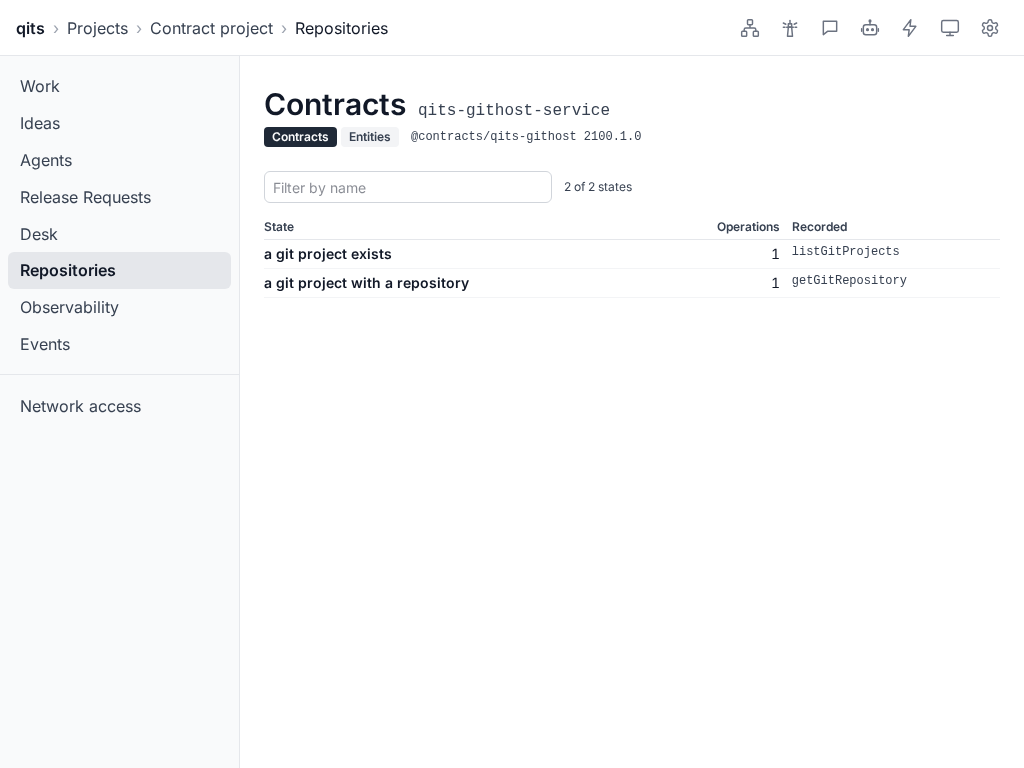 qits › Projects › Contract project › Repositories
Work
Ideas
Agents
Release Requests
Desk
Repositories
Observability
Events
Network access
Contracts qits-githost-service
Contracts Entities @contracts/qits-githost 2100.1.0
Filter by name 2 of 2 states
State Operations Recorded
a git project exists 1 listGitProjects
a git project with a repository 1 getGitRepository